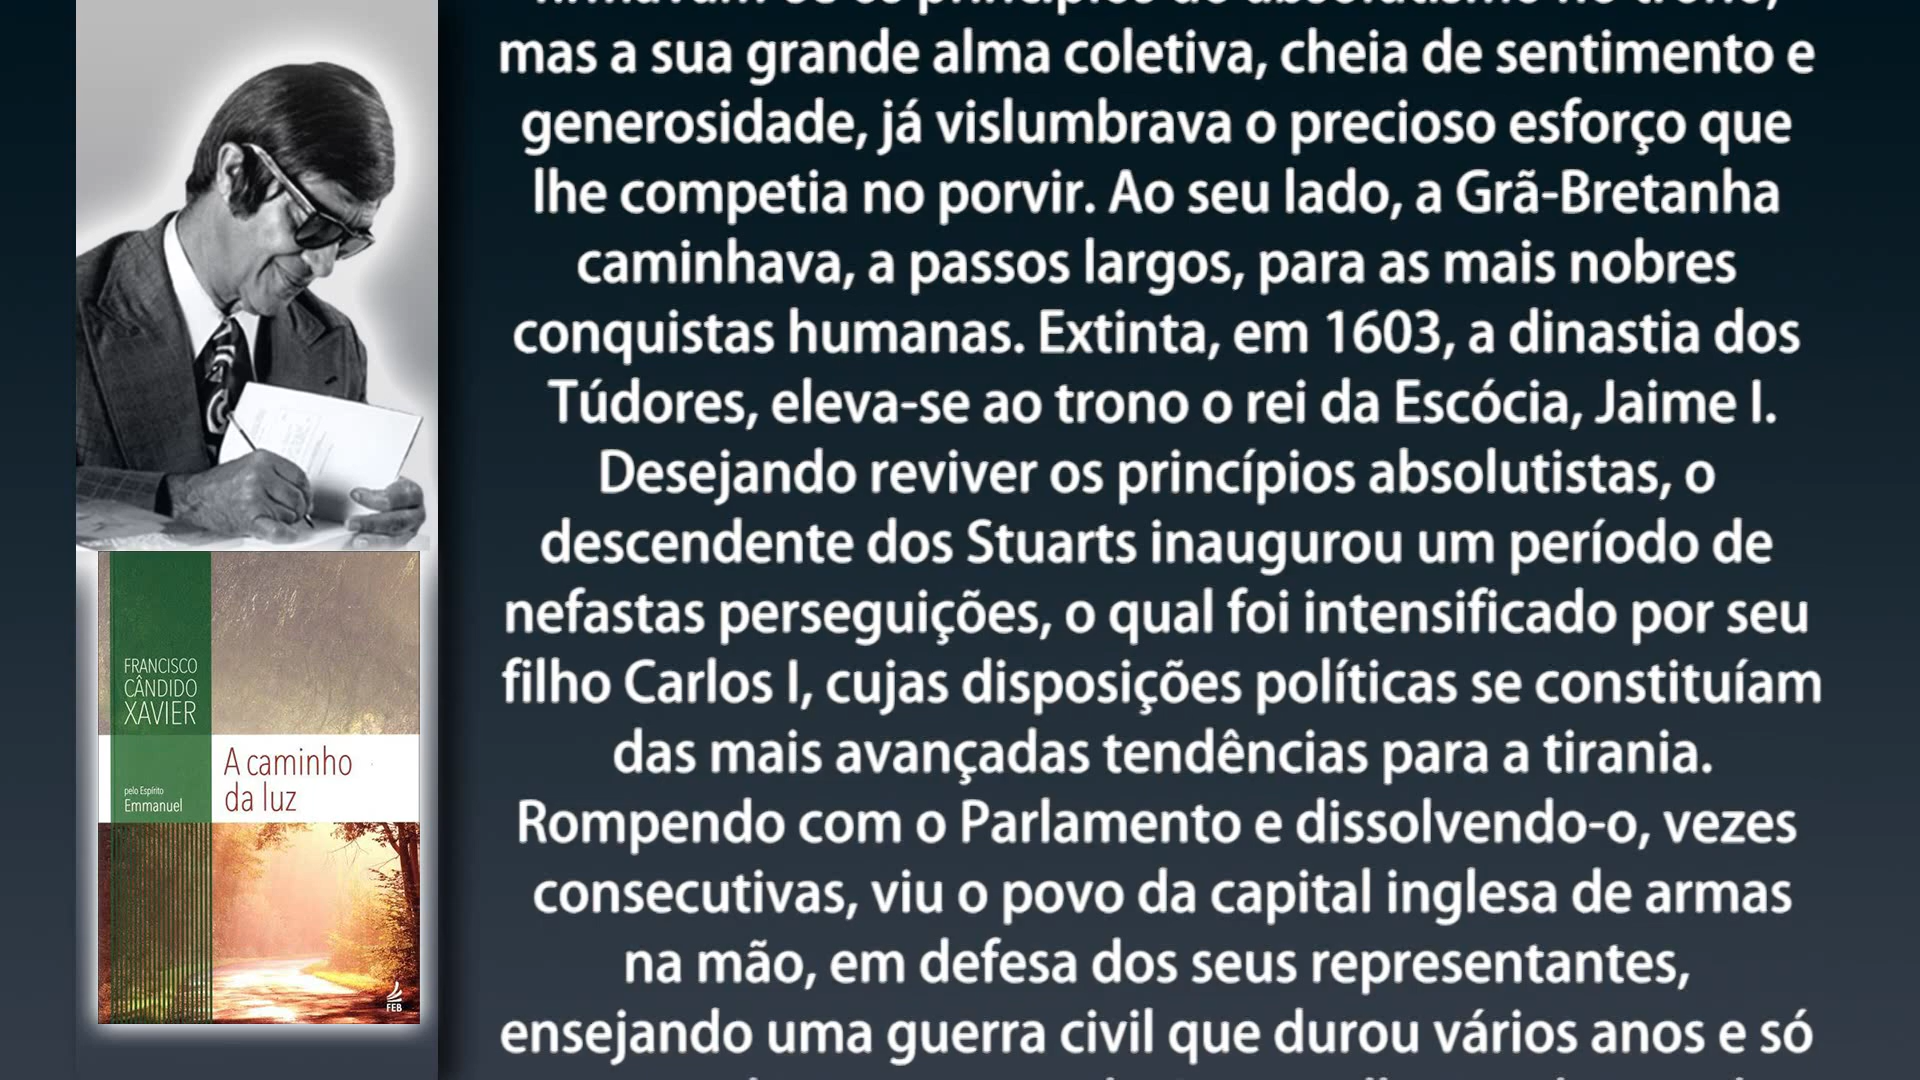 mas a sua grande alma coletiva, cheia de sentimento e
generosidade, já vislumbrava o precioso esforço que
lhe competia no porvir. Ao seu lado, a Grã-Bretanha
caminhava, a passos largos, para as mais nobres
conquistas humanas. Extinta, em 1603, a dinastia dos
Túdores, eleva-se ao trono o rei da Escócia, Jaime I.
Desejando reviver os princípios absolutistas, o
descendente dos Stuarts inaugurou um período de
nefastas perseguições, o qual foi intensificado por seu
filho Carlos I, cujas disposições políticas se constituíam
das mais avançadas tendências para a tirania.
Rompendo com o Parlamento e dissolvendo-o, vezes
consecutivas, viu o povo da capital inglesa de armas
na mão, em defesa dos seus representantes,
ensejando uma guerra civil que durou vários anos e só
FRANCISCO
CÂNDIDO
XAVIER
A caminho
da luz
pelo Espírito
Emmanuel
FEB